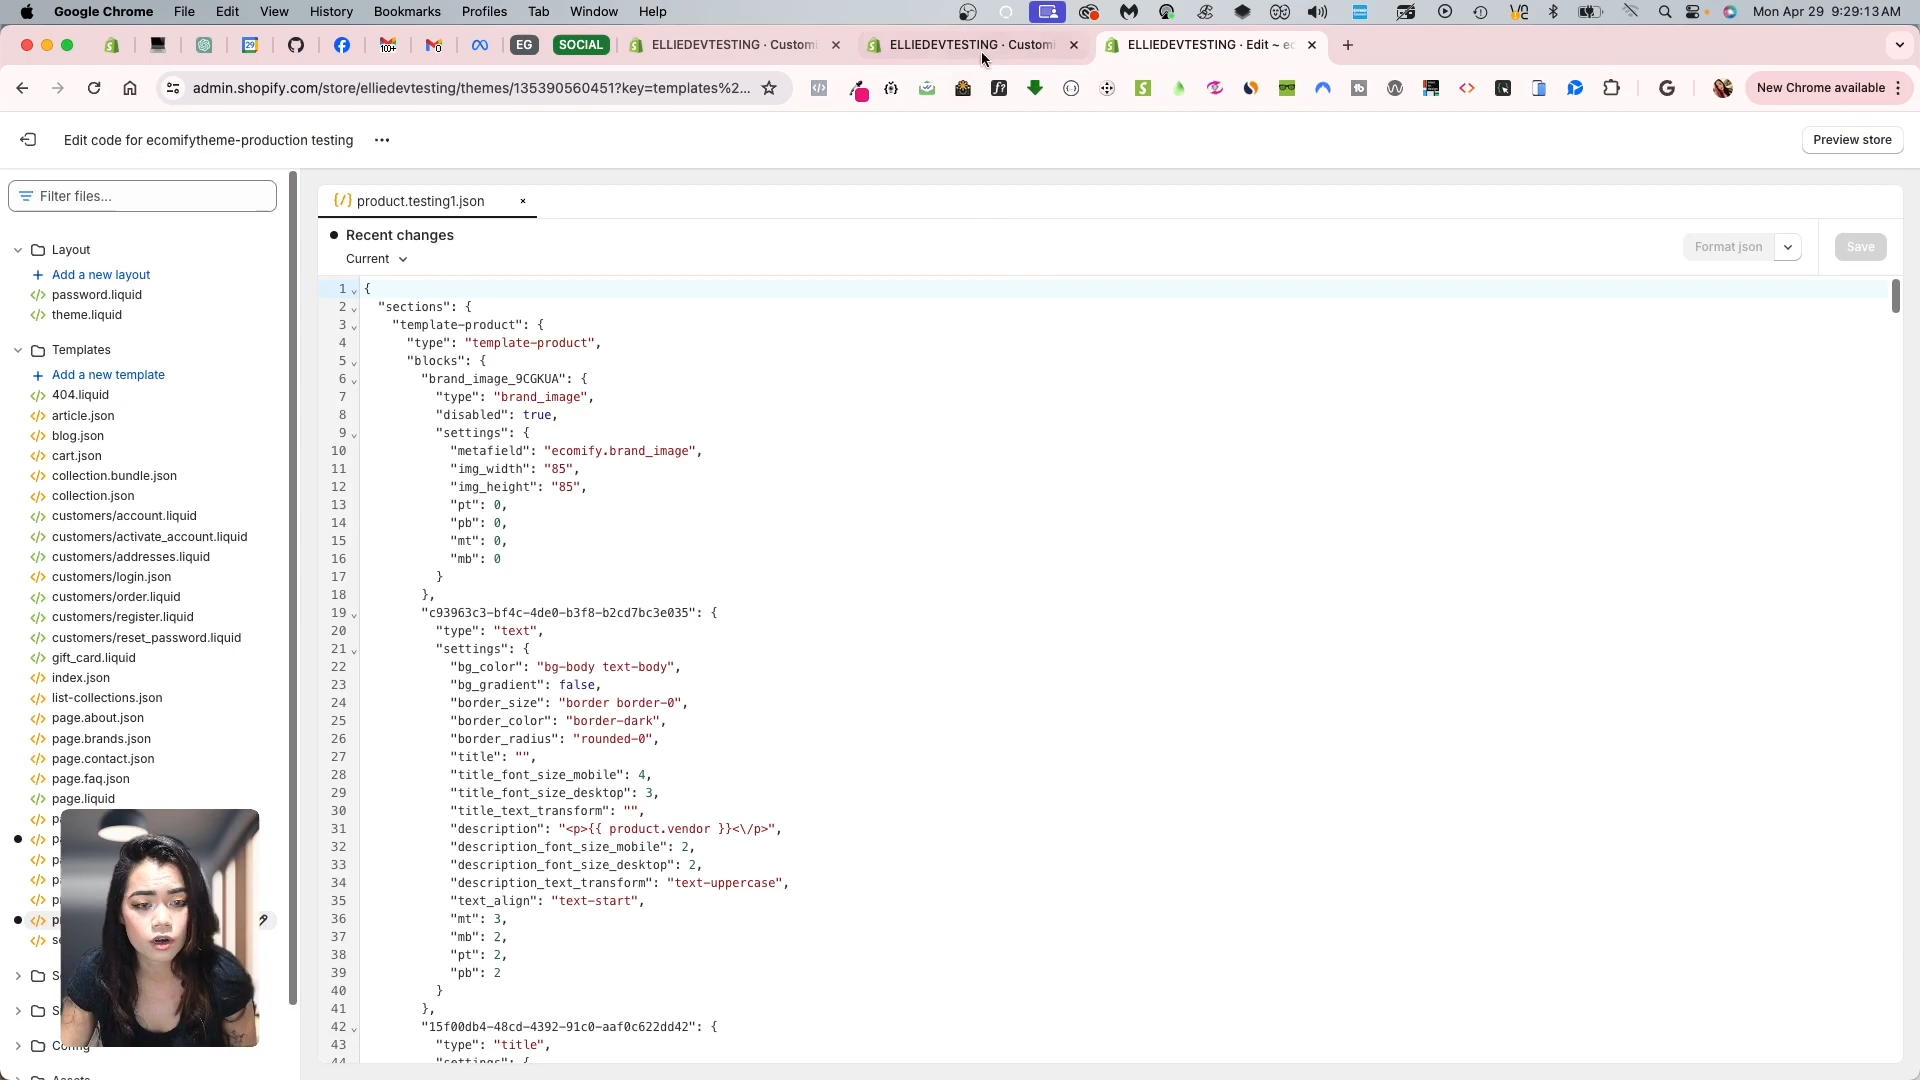 Google Chrome File Edit View History Bookmarks Profiles Tab Window Help Mon Apr 29 9:29:13 AM
EG SOCIAL ELLIEDEVTESTING · Customi ELLIEDEVTESTING · Customi ELLIEDEVTESTING · Edit ~ ec
admin.shopify.com/store/elliedevtesting/themes/135390560451?key=templates%2... New Chrome available
Edit code for ecomifytheme-production testing
Preview store
Filter files...
Layout
Add a new layout
password.liquid
theme.liquid
Templates
Add a new template
404.liquid
article.json
blog.json
cart.json
collection.bundle.json
collection.json
customers/account.liquid
customers/activate_account.liquid
customers/addresses.liquid
customers/login.json
customers/order.liquid
customers/register.liquid
customers/reset_password.liquid
gift_card.liquid
index.json
list-collections.json
page.about.json
page.brands.json
page.contact.json
page.faq.json
page.liquid
Config
Assets
product.testing1.json
Recent changes
Current
Format json
Save
1 {
2 "sections": {
3 "template-product": {
4 "type": "template-product",
5 "blocks": {
6 "brand_image_9CGKUA": {
7 "type": "brand_image",
8 "disabled": true,
9 "settings": {
10 "metafield": "ecomify.brand_image",
11 "img_width": "85",
12 "img_height": "85",
13 "pt": 0,
14 "pb": 0,
15 "mt": 0,
16 "mb": 0
17 }
18 },
19 "c93963c3-bf4c-4de0-b3f8-b2cd7bc3e035": {
20 "type": "text",
21 "settings": {
22 "bg_color": "bg-body text-body",
23 "bg_gradient": false,
24 "border_size": "border border-0",
25 "border_color": "border-dark",
26 "border_radius": "rounded-0",
27 "title": "",
28 "title_font_size_mobile": 4,
29 "title_font_size_desktop": 3,
30 "title_text_transform": "",
31 "description": "<p>{{ product.vendor }}<\/p>",
32 "description_font_size_mobile": 2,
33 "description_font_size_desktop": 2,
34 "description_text_transform": "text-uppercase",
35 "text_align": "text-start",
36 "mt": 3,
37 "mb": 2,
38 "pt": 2,
39 "pb": 2
40 }
41 },
42 "15f00db4-48cd-4392-91c0-aaf0c622dd42": {
43 "type": "title",
44 "settings": {